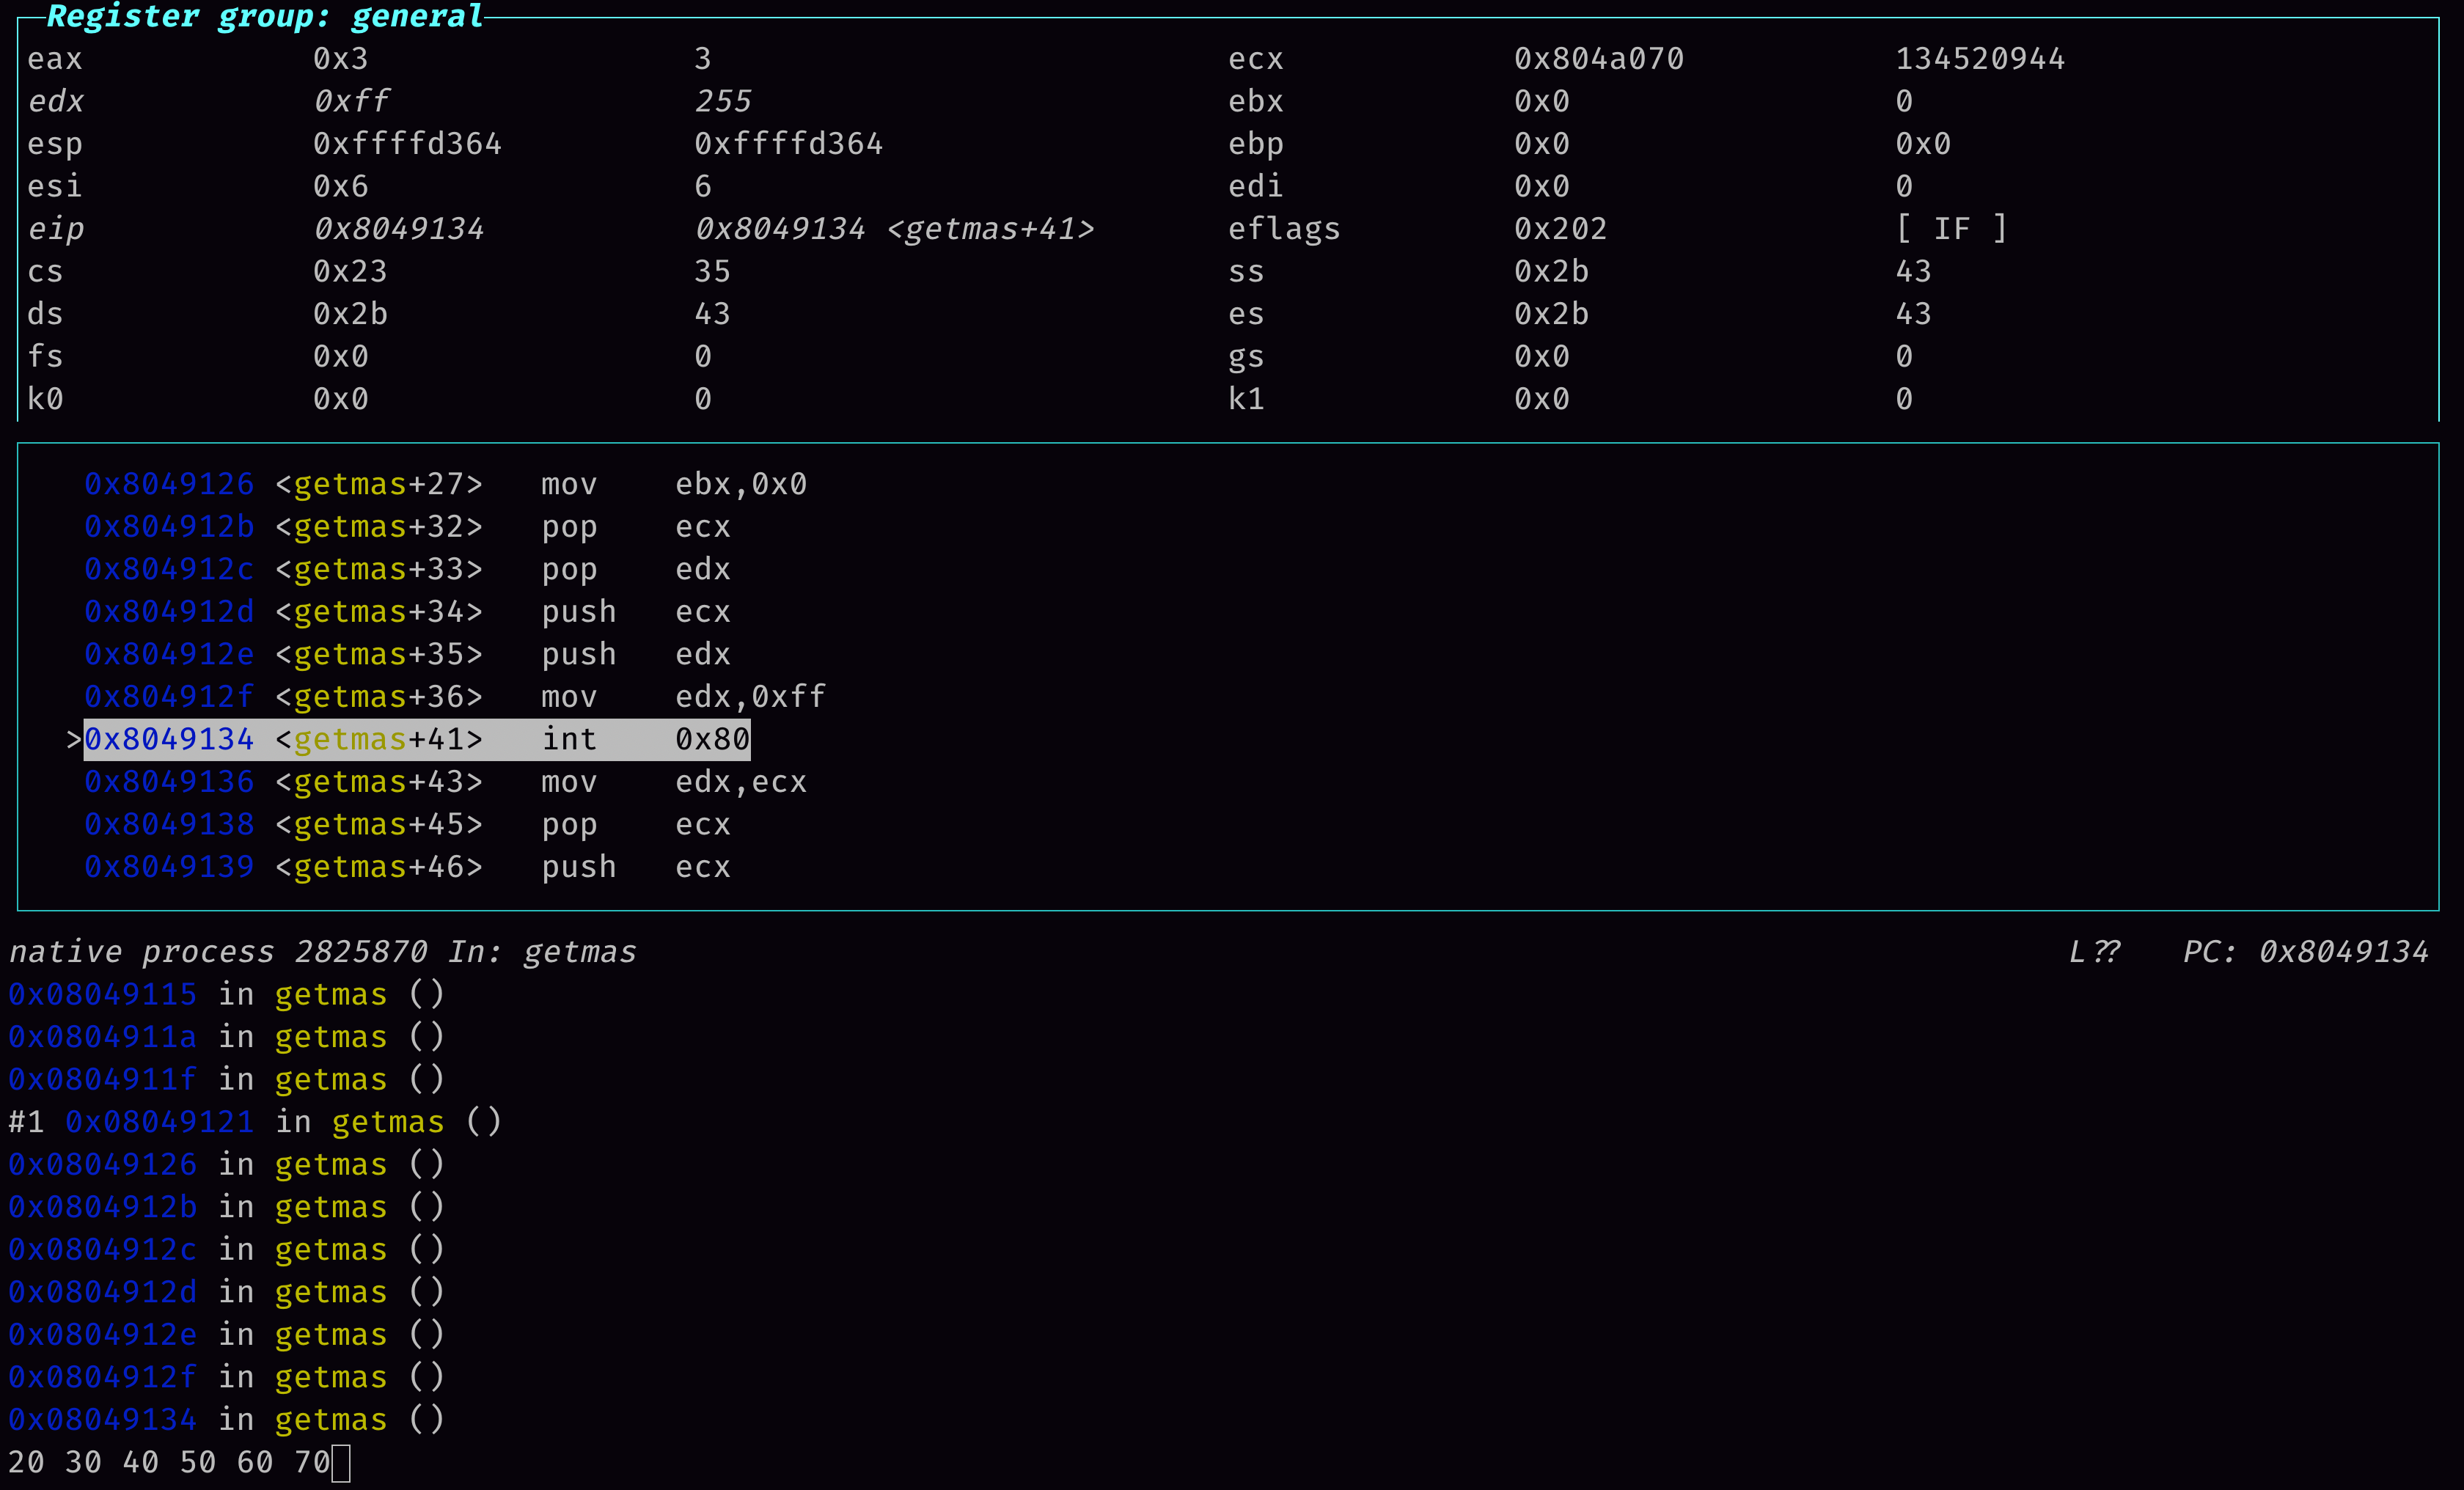 Register group: general
eax 0x3 3 ecx 0x804a070 134520944
edx 0xff 255 ebx 0x0 0
esp 0xffffd364 0xffffd364 ebp 0x0 0x0
esi 0x6 6 edi 0x0 0
eip 0x8049134 0x8049134 <getmas+41> eflags 0x202 [ IF ]
cs 0x23 35 ss 0x2b 43
ds 0x2b 43 es 0x2b 43
fs 0x0 0 gs 0x0 0
k0 0x0 0 k1 0x0 0
0x8049126 <getmas+27> mov ebx,0x0
0x804912b <getmas+32> pop ecx
0x804912c <getmas+33> pop edx
0x804912d <getmas+34> push ecx
0x804912e <getmas+35> push edx
0x804912f <getmas+36> mov edx,0xff
>0x8049134 <getmas+41> int 0x80
0x8049136 <getmas+43> mov edx,ecx
0x8049138 <getmas+45> pop ecx
0x8049139 <getmas+46> push ecx
native process 2825870 In: getmas L?? PC: 0x8049134
0x08049115 in getmas ()
0x0804911a in getmas ()
0x0804911f in getmas ()
#1 0x08049121 in getmas ()
0x08049126 in getmas ()
0x0804912b in getmas ()
0x0804912c in getmas ()
0x0804912d in getmas ()
0x0804912e in getmas ()
0x0804912f in getmas ()
0x08049134 in getmas ()
20 30 40 50 60 70